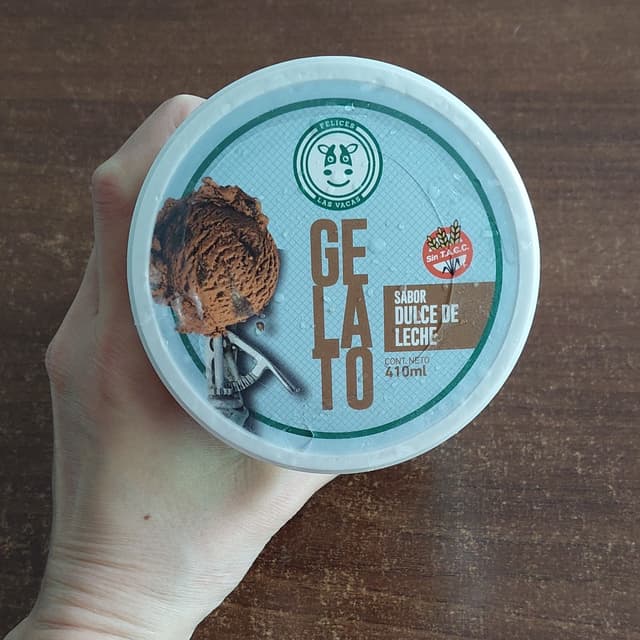 FELICES
LAS VACAS
GE
LA
TO
Sin T.A.C.C.
SABOR
DULCE DE
LECHE
CONT. NETO
410ml